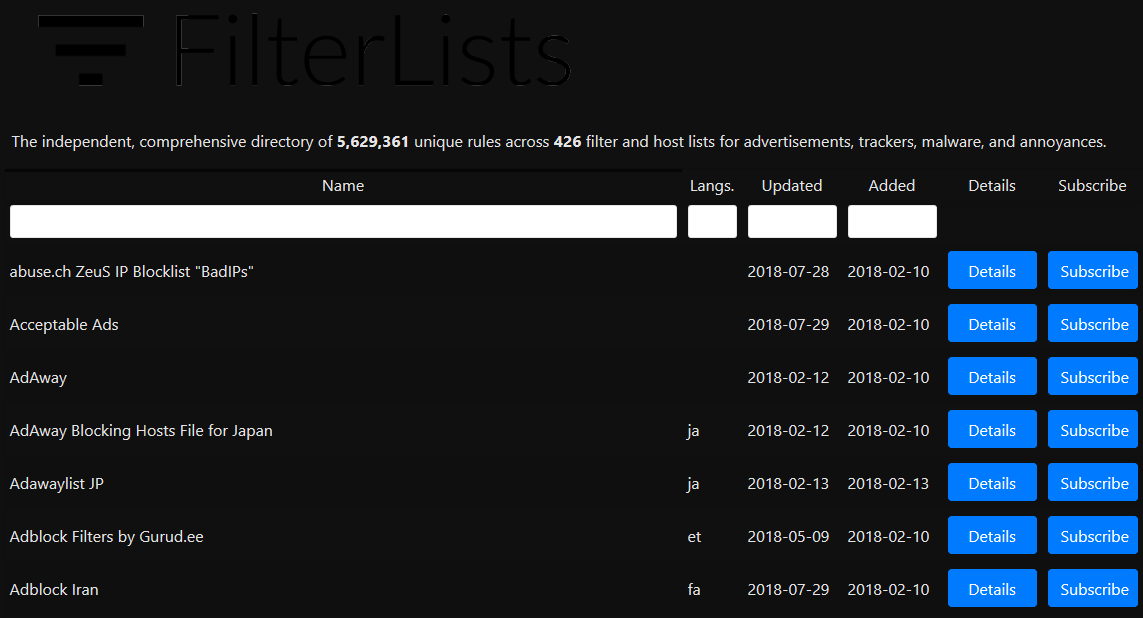 FilterLists
The independent, comprehensive directory of 5,629,361 unique rules across 426 filter and host lists for advertisements, trackers, malware, and annoyances.
Name Langs. Updated Added Details Subscribe
abuse.ch ZeuS IP Blocklist "BadIPs" 2018-07-28 2018-02-10 Details Subscribe
Acceptable Ads 2018-07-29 2018-02-10 Details Subscribe
AdAway 2018-02-12 2018-02-10 Details Subscribe
AdAway Blocking Hosts File for Japan ja 2018-02-12 2018-02-10 Details Subscribe
Adawaylist JP ja 2018-02-13 2018-02-13 Details Subscribe
Adblock Filters by Gurud.ee et 2018-05-09 2018-02-10 Details Subscribe
Adblock Iran fa 2018-07-29 2018-02-10 Details Subscribe